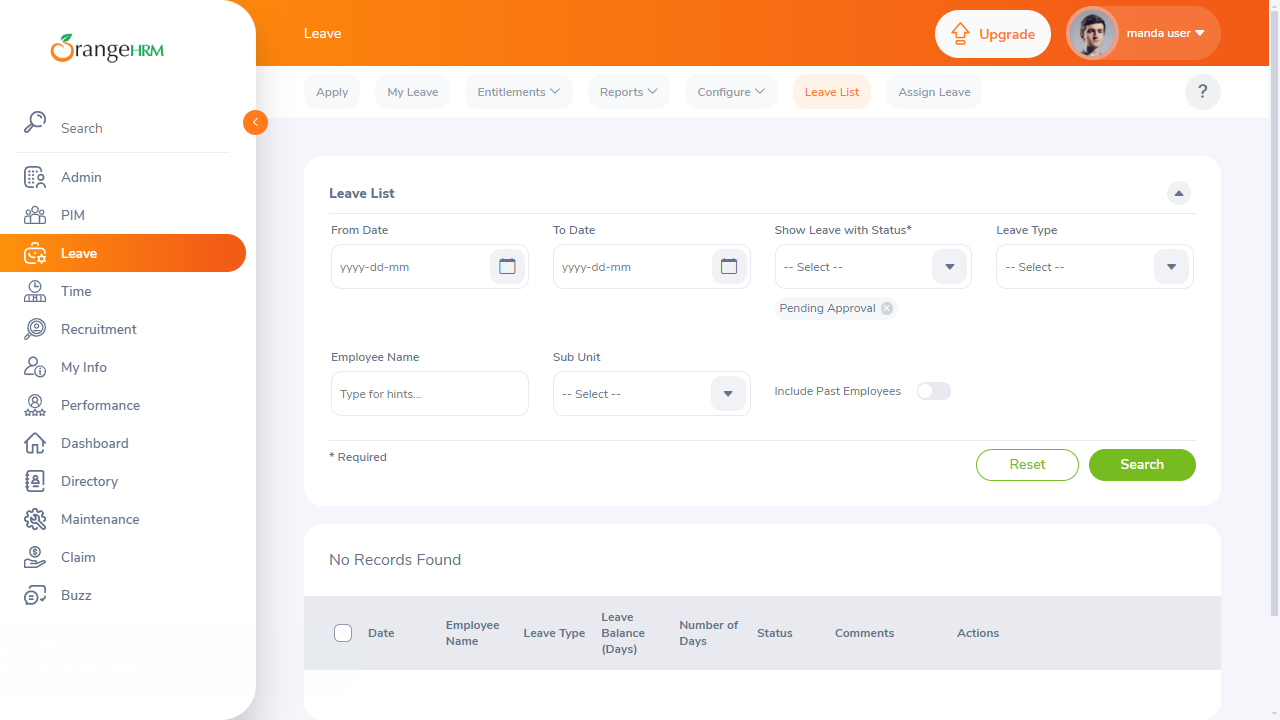 OrangeHRM
Leave
Upgrade
manda user
Apply
My Leave
Entitlements
Reports
Configure
Leave List
Assign Leave
?
Search
Admin
PIM
Leave
Time
Recruitment
My Info
Performance
Dashboard
Directory
Maintenance
Claim
Buzz
Leave List
From Date
To Date
Show Leave with Status*
Leave Type
yyyy-dd-mm
yyyy-dd-mm
-- Select --
-- Select --
Pending Approval
Employee Name
Sub Unit
Type for hints...
-- Select --
Include Past Employees
* Required
Reset
Search
No Records Found
Date
Employee
Name
Leave Type
Leave
Balance
(Days)
Number of
Days
Status
Comments
Actions